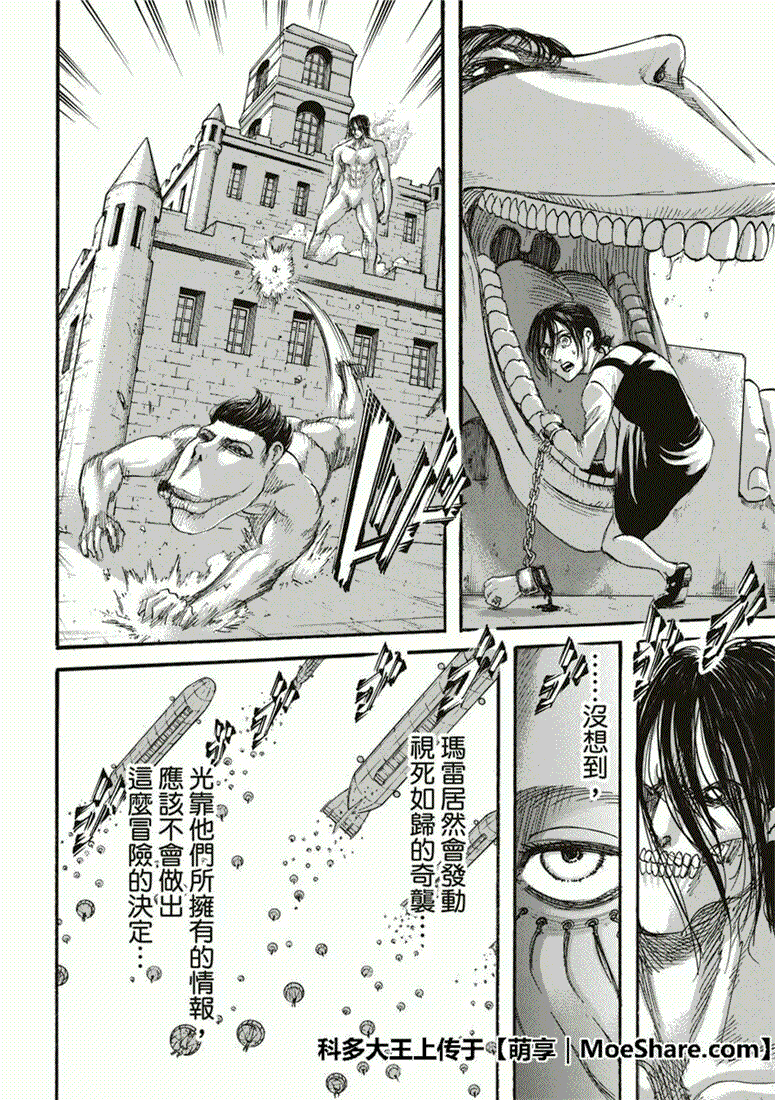 ……沒想到，
瑪雷居然會發動
視死如歸的奇襲……
光靠他們所擁有的情報，
應該不會做出
這麼冒險的決定…
科多大王上传于【萌享｜MoeShare.com】